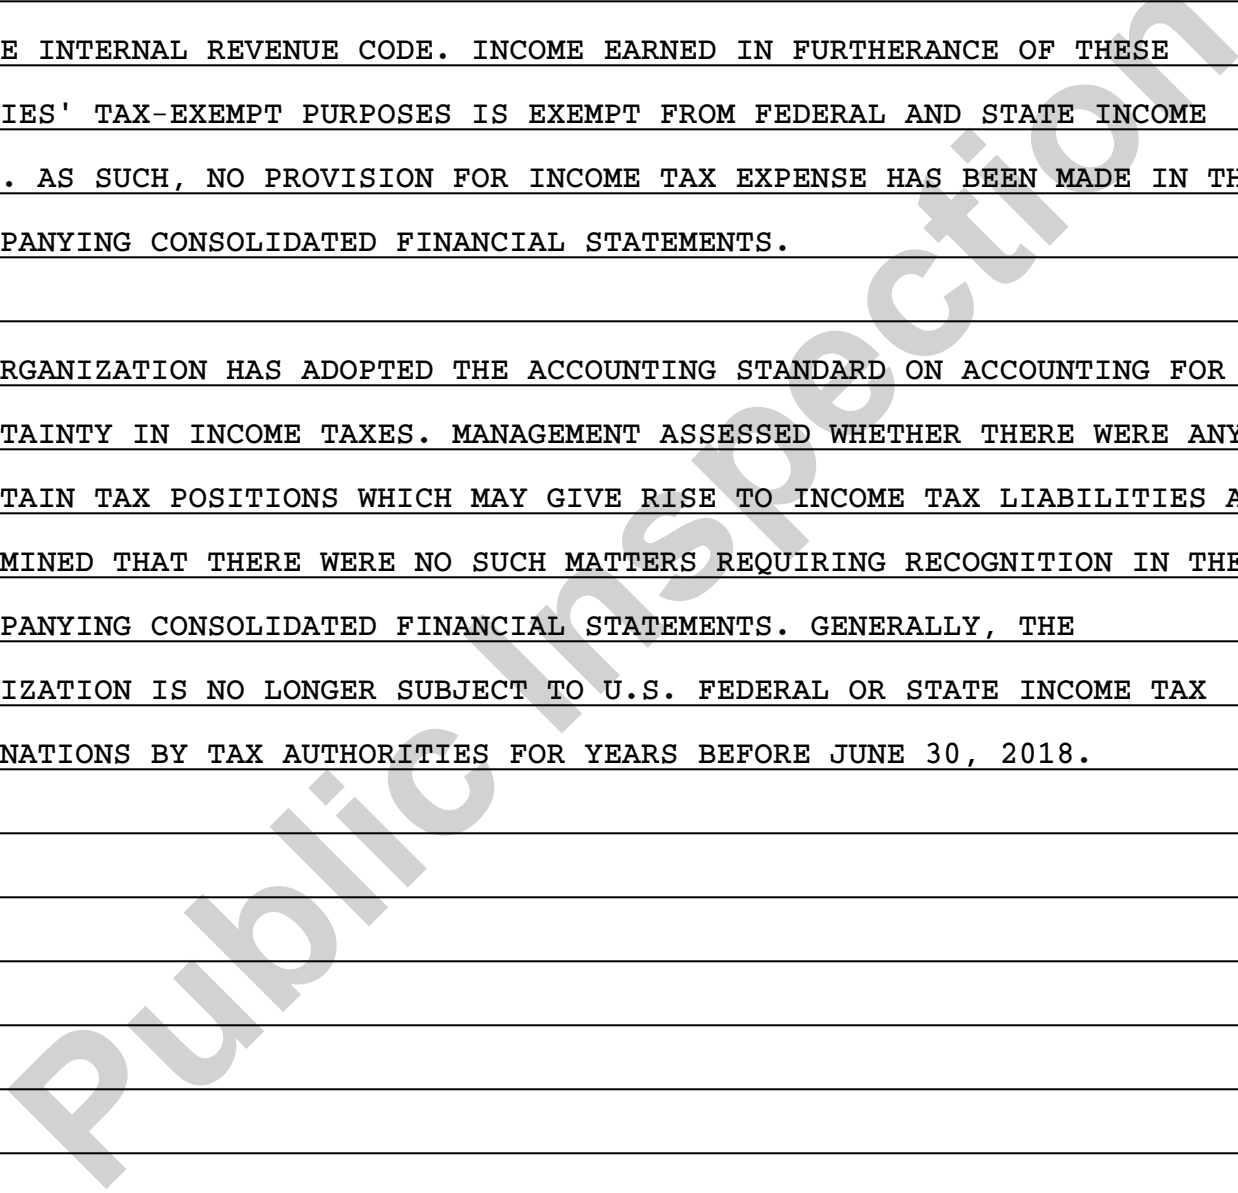 E INTERNAL REVENUE CODE. INCOME EARNED IN FURTHERANCE OF THESE
IES' TAX-EXEMPT PURPOSES IS EXEMPT FROM FEDERAL AND STATE INCOME
. AS SUCH, NO PROVISION FOR INCOME TAX EXPENSE HAS BEEN MADE IN TH
PANYING CONSOLIDATED FINANCIAL STATEMENTS.
RGANIZATION HAS ADOPTED THE ACCOUNTING STANDARD ON ACCOUNTING FOR
TAINTY IN INCOME TAXES. MANAGEMENT ASSESSED WHETHER THERE WERE ANY
TAIN TAX POSITIONS WHICH MAY GIVE RISE TO INCOME TAX LIABILITIES A
MINED THAT THERE WERE NO SUCH MATTERS REQUIRING RECOGNITION IN THE
PANYING CONSOLIDATED FINANCIAL STATEMENTS. GENERALLY, THE
IZATION IS NO LONGER SUBJECT TO U.S. FEDERAL OR STATE INCOME TAX
NATIONS BY TAX AUTHORITIES FOR YEARS BEFORE JUNE 30, 2018.
Public Inspection